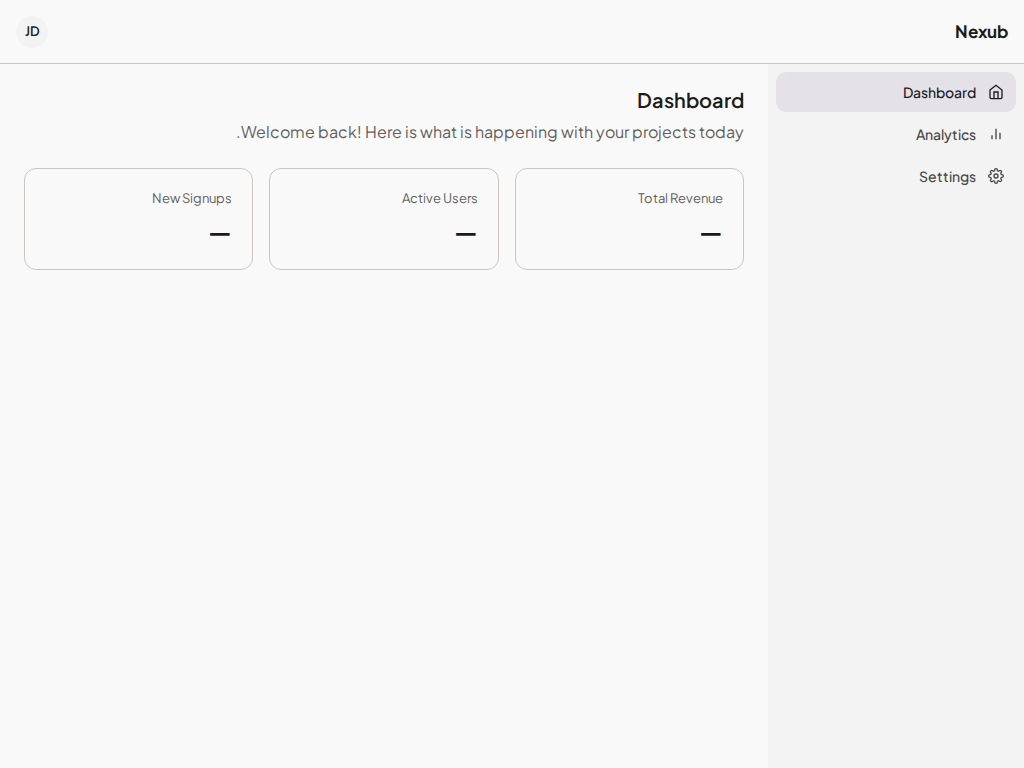 Nexub
JD
Dashboard
Analytics
Settings
Dashboard
.Welcome back! Here is what is happening with your projects today
Total Revenue
—
Active Users
—
New Signups
—